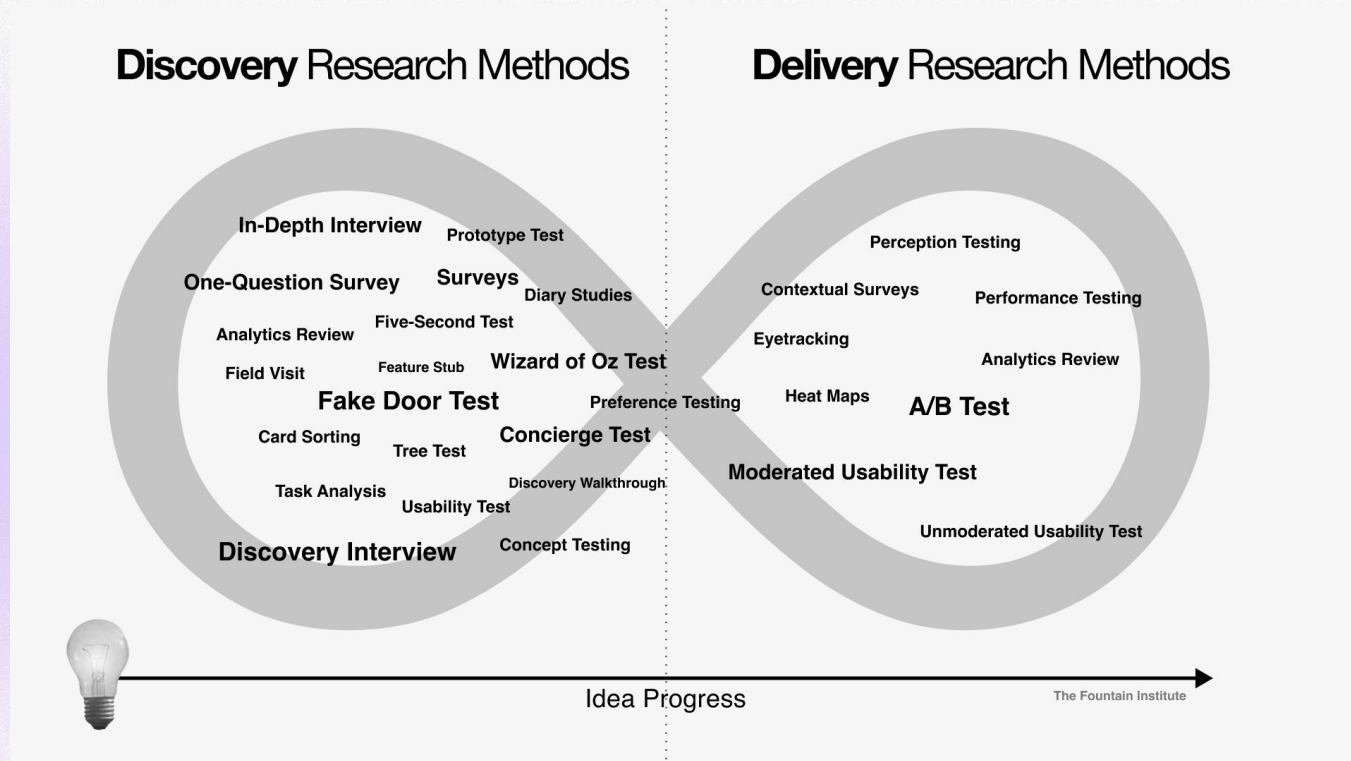 Discovery Research Methods
Delivery Research Methods
In-Depth Interview
Prototype Test
One-Question Survey
Surveys
Diary Studies
Five-Second Test
Analytics Review
Wizard of Oz Test
Feature Stub
Field Visit
Fake Door Test
Preference Testing
Concierge Test
Card Sorting
Tree Test
Discovery Walkthrough
Task Analysis
Usability Test
Concept Testing
Discovery Interview
Perception Testing
Contextual Surveys
Performance Testing
Eyetracking
Analytics Review
Heat Maps
A/B Test
Moderated Usability Test
Unmoderated Usability Test
Idea Progress
The Fountain Institute